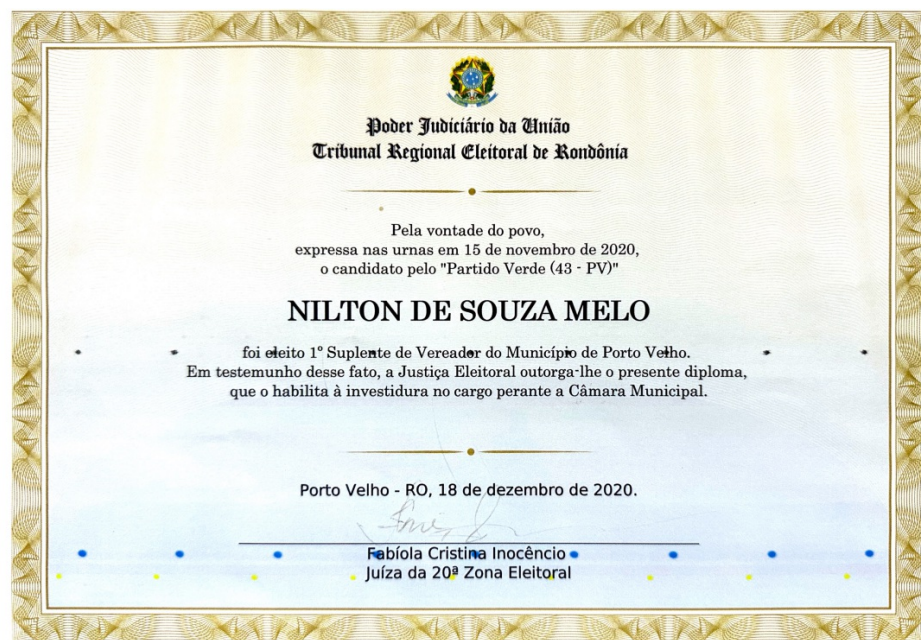 Poder Judiciário da União
Tribunal Regional Eleitoral de Rondônia
Pela vontade do povo,
expressa nas urnas em 15 de novembro de 2020,
o candidato pelo "Partido Verde (43 - PV)"
NILTON DE SOUZA MELO
foi eleito 1º Suplente de Vereador do Município de Porto Velho.
Em testemunho desse fato, a Justiça Eleitoral outorga-lhe o presente diploma,
que o habilita à investidura no cargo perante a Câmara Municipal.
Porto Velho - RO, 18 de dezembro de 2020.
Fabíola Cristina Inocêncio
Juíza da 20ª Zona Eleitoral